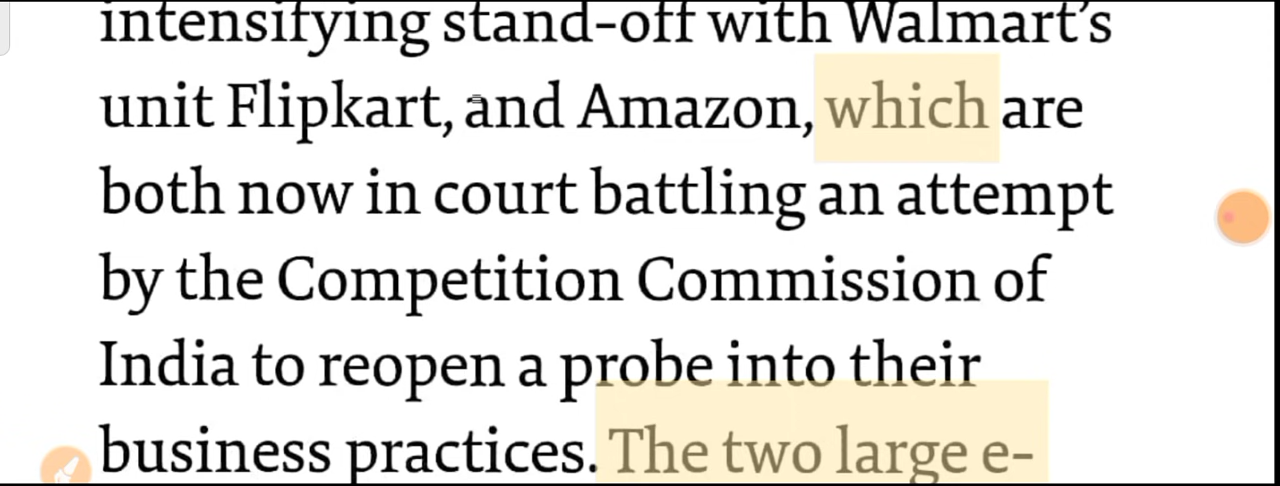 intensifying stand-off with Walmart's
unit Flipkart, and Amazon, which are
both now in court battling an attempt
by the Competition Commission of
India to reopen a probe into their
business practices. The two large e-